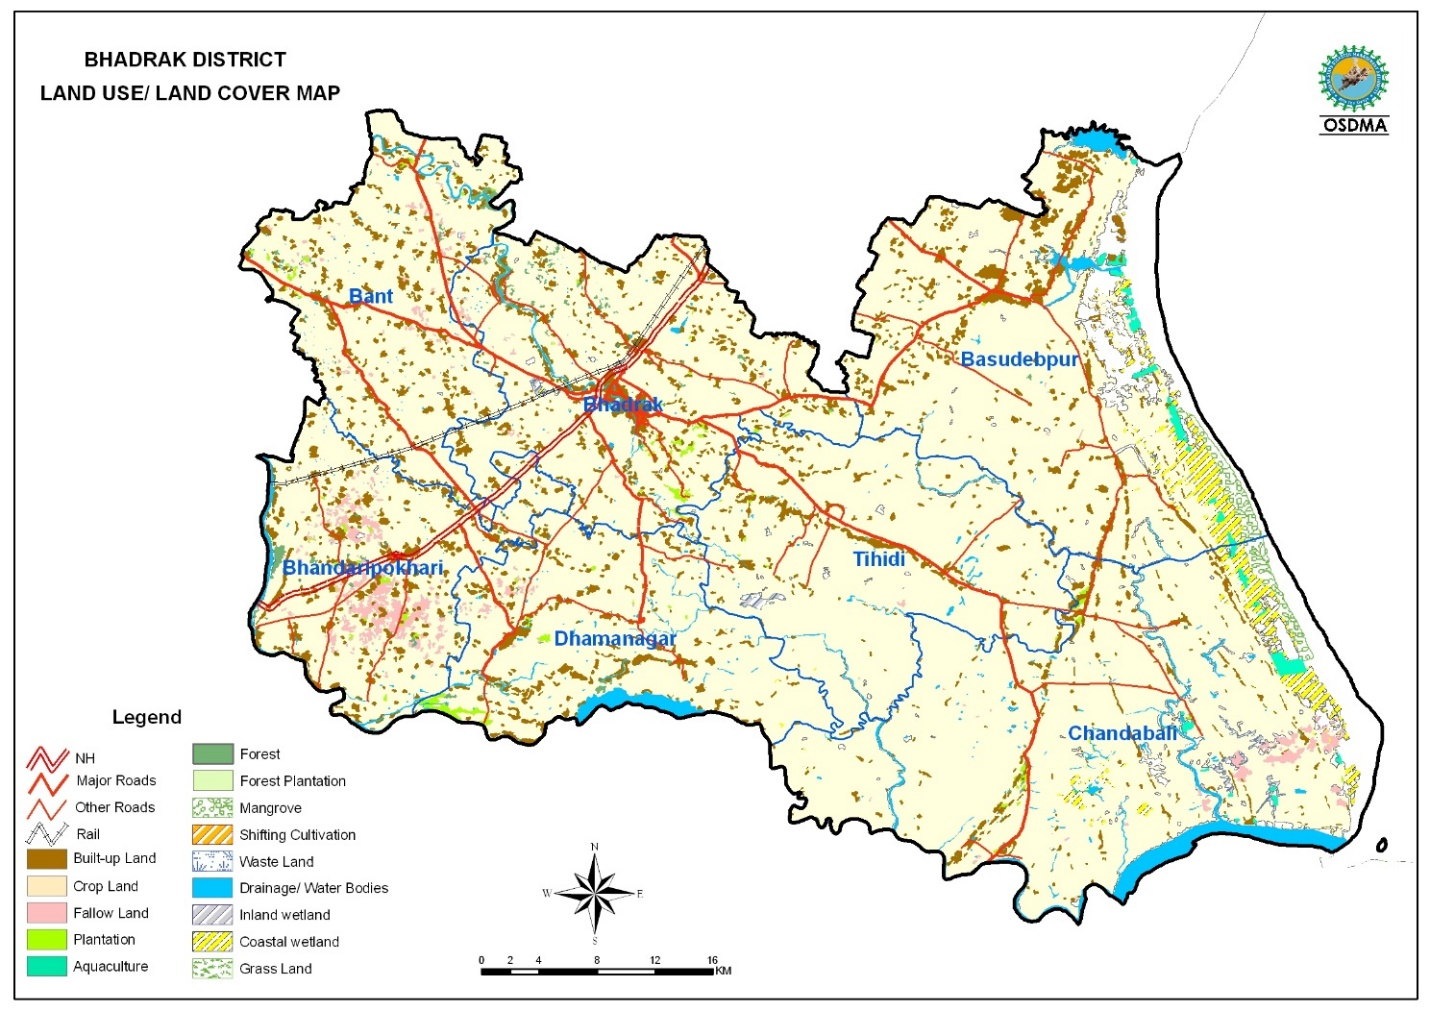 BHADRAK DISTRICT
LAND USE/ LAND COVER MAP
OSDMA
Bant
Basudebpur
Bhadrak
Tihidi
Bhandaripokhari
Dhamanagar
Chandabali
Legend
NH
Major Roads
Other Roads
Rail
Built-up Land
Crop Land
Fallow Land
Plantation
Aquaculture
Forest
Forest Plantation
Mangrove
Shifting Cultivation
Waste Land
Drainage/ Water Bodies
Inland wetland
Coastal wetland
Grass Land
N
W E
S
0 2 4 8 12 16
KM